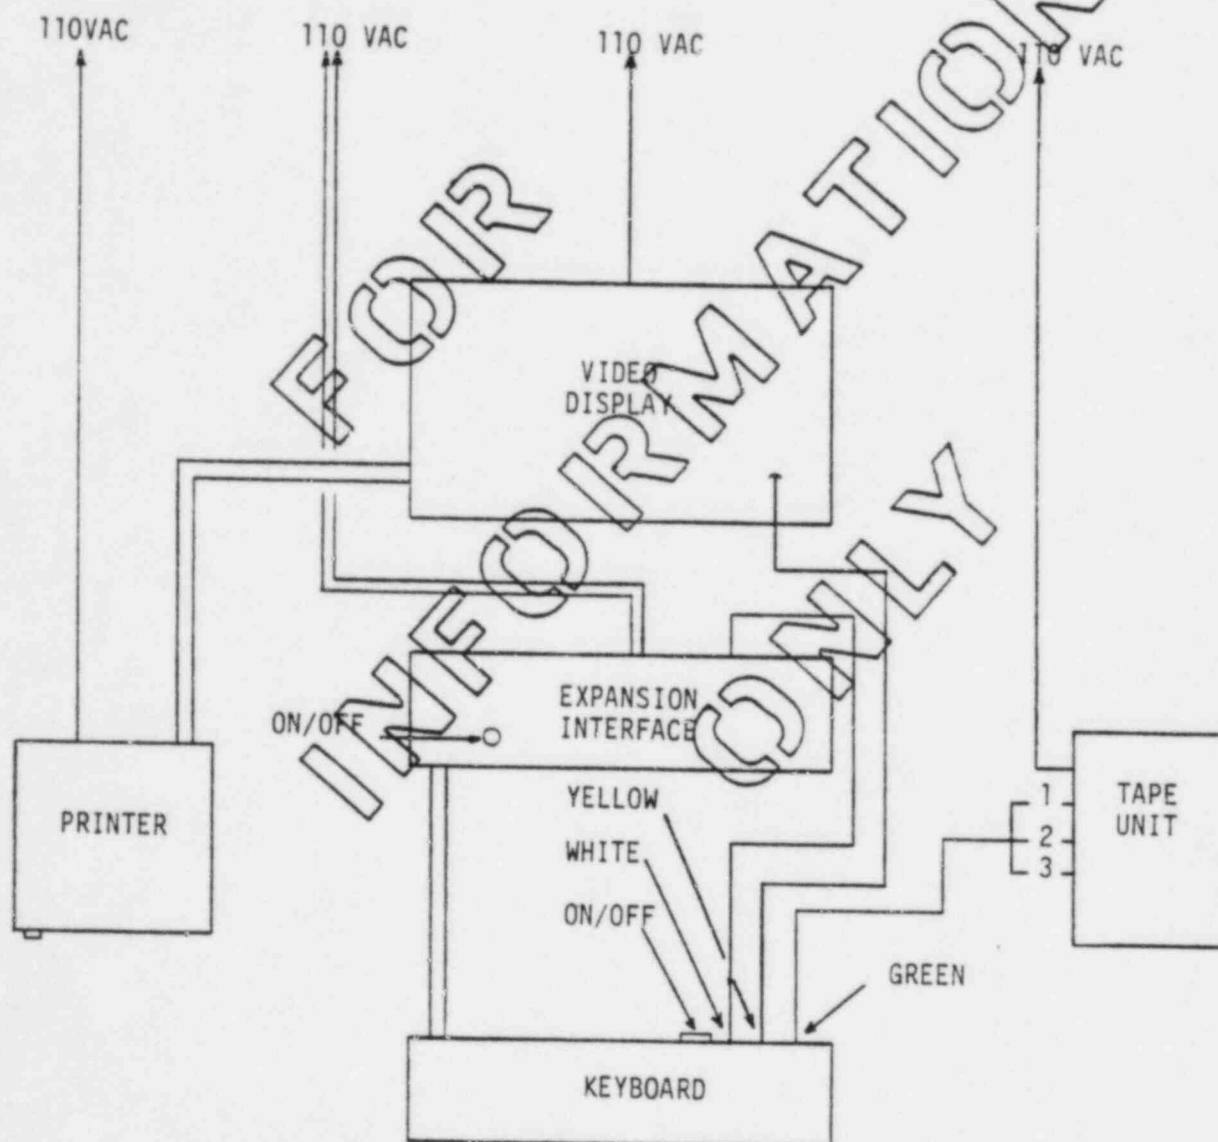 110VAC
110 VAC
110 VAC
110 VAC
FOR
INFORMATION
ONLY
VIDEO
DISPLAY
EXPANSION
INTERFACE
ON/OFF
PRINTER
YELLOW
WHITE
ON/OFF
1
2
3
TAPE
UNIT
GREEN
KEYBOARD